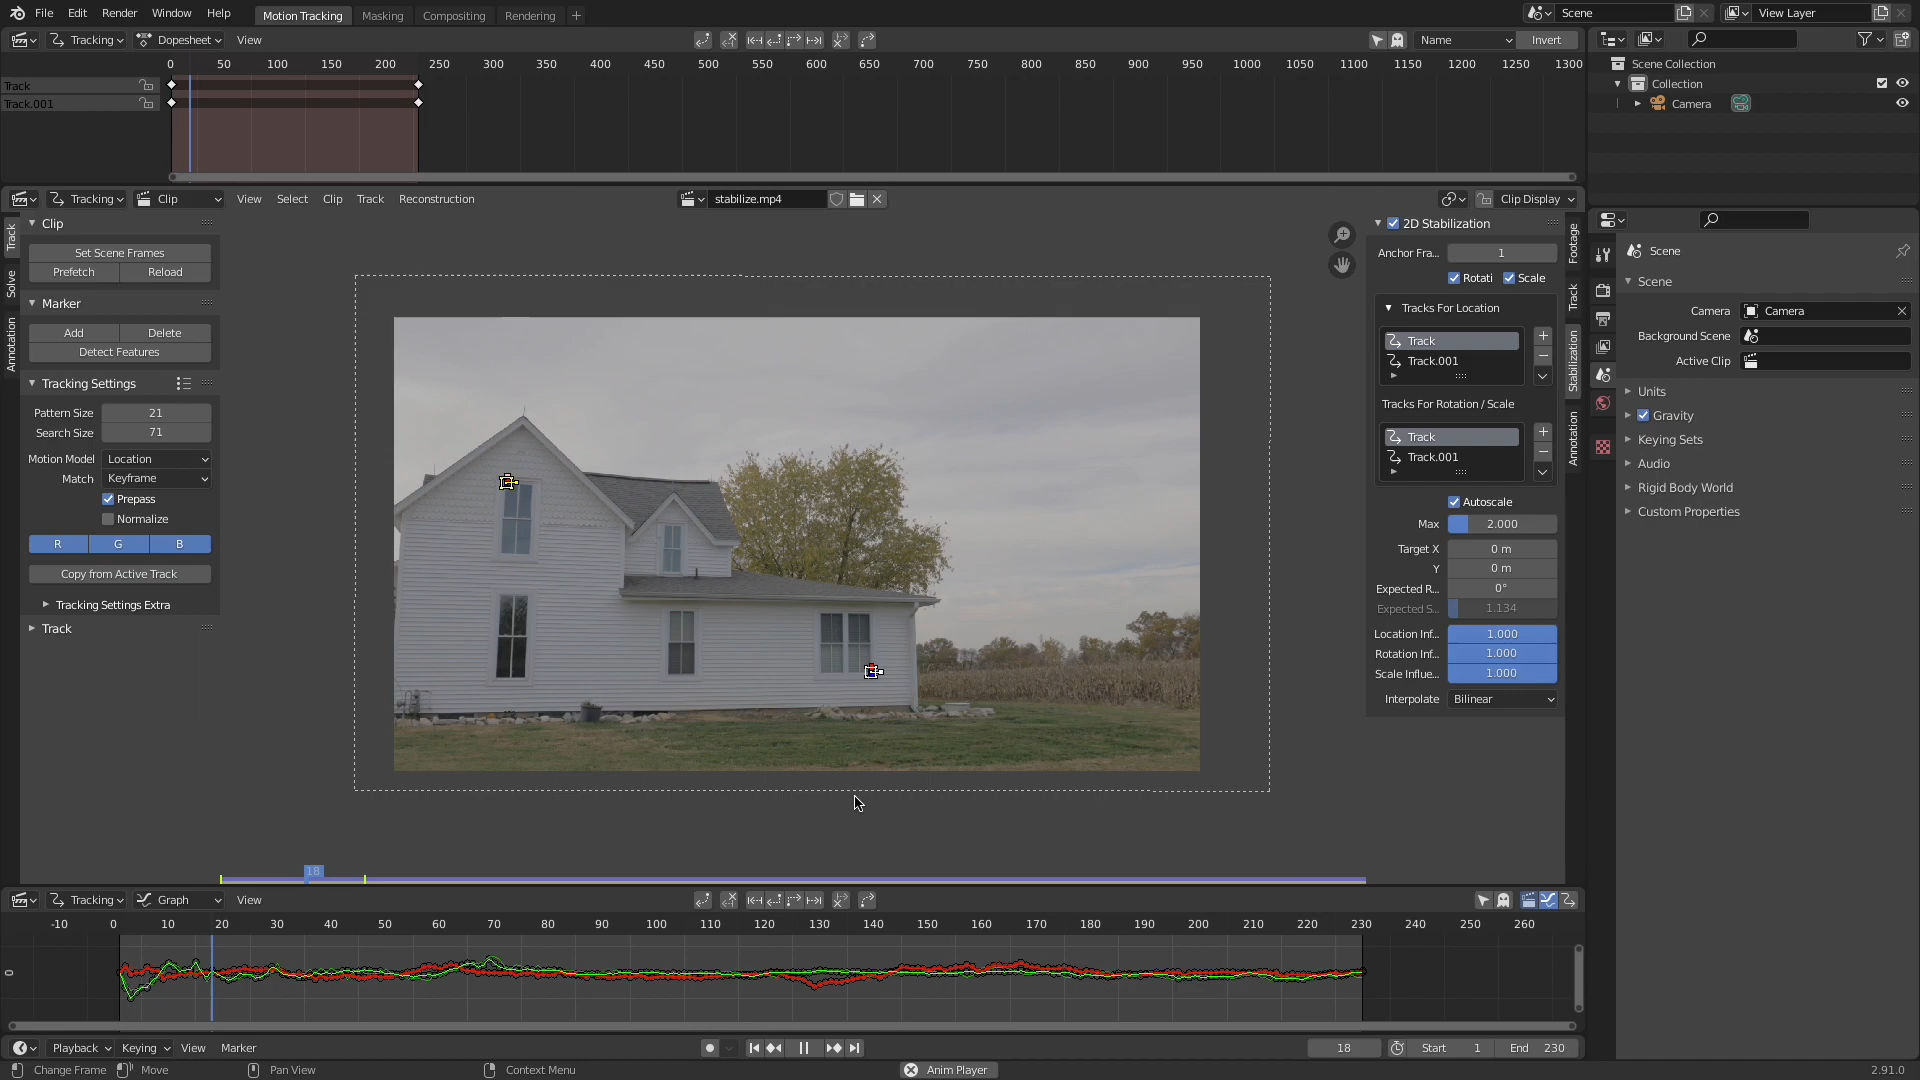 File Edit Render Window Help Motion Tracking Masking Compositing Rendering + Scene View Layer
Tracking Dopesheet View Name Invert
0 50 100 150 200 250 300 350 400 450 500 550 600 650 700 750 800 850 900 950 1000 1050 1100 1150 1200 1250 1300
Track
Track.001
Scene Collection
Collection
Camera
Tracking Clip View Select Clip Track Reconstruction stabilize.mp4 Clip Display
Track
Solve
Annotation
Clip
Set Scene Frames
Prefetch Reload
Marker
Add Delete
Detect Features
Tracking Settings
Pattern Size 21
Search Size 71
Motion Model Location
Match Keyframe
Prepass
Normalize
R G B
Copy from Active Track
Tracking Settings Extra
Track
2D Stabilization
Anchor Fra... 1
Rotati Scale
Tracks For Location
Track
Track.001
Tracks For Rotation / Scale
Track
Track.001
Autoscale
Max 2.000
Target X 0 m
Y 0 m
Expected R... 0°
Expected S... 1.134
Location Inf... 1.000
Rotation Inf... 1.000
Scale Influe... 1.000
Interpolate Bilinear
Footage
Track
Stabilization
Annotation
Scene
Scene
Camera Camera
Background Scene
Active Clip
Units
Gravity
Keying Sets
Audio
Rigid Body World
Custom Properties
18
Tracking Graph View
-10 0 10 20 30 40 50 60 70 80 90 100 110 120 130 140 150 160 170 180 190 200 210 220 230 240 250 260
0
Playback Keying View Marker 18 Start 1 End 230
Change Frame Move Pan View Context Menu Anim Player 2.91.0